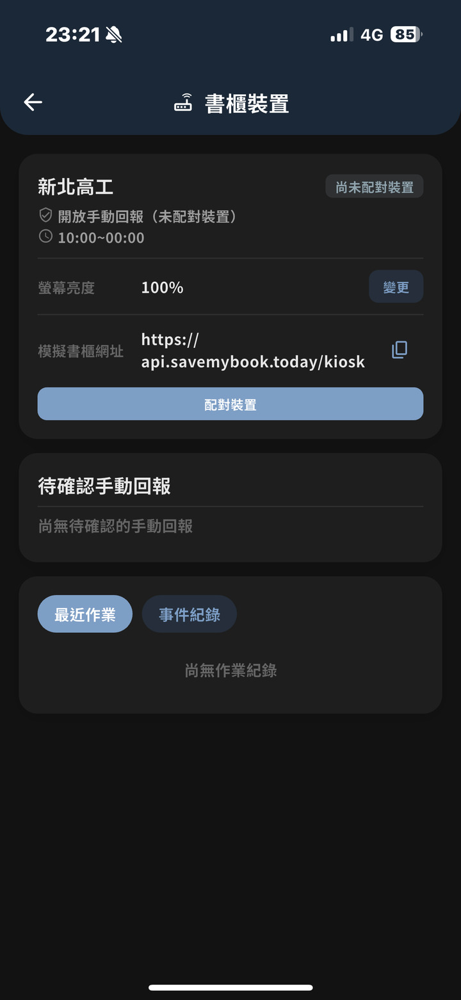 23:21 4G 85
書櫃裝置
新北高工 尚未配對裝置
開放手動回報（未配對裝置）
10:00~00:00
螢幕亮度 100% 變更
模擬書櫃網址 https://
api.savemybook.today/kiosk
配對裝置
待確認手動回報
尚無待確認的手動回報
最近作業 事件紀錄
尚無作業紀錄